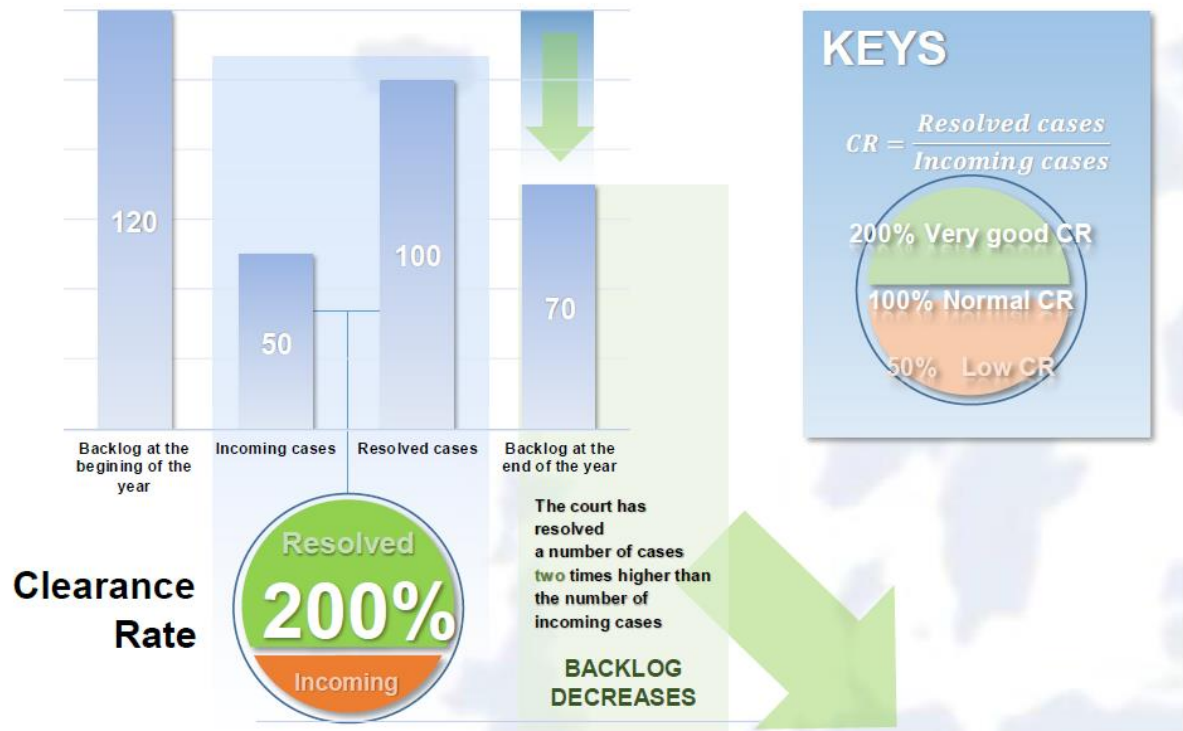 120
50
100
70
Backlog at the
begining of the
year
Incoming cases
Resolved cases
Backlog at the
end of the year
Clearance
Rate
Resolved
200%
Incoming
The court has
resolved
a number of cases
two times higher than
the number of
incoming cases
BACKLOG
DECREASES
KEYS
CR = Resolved cases
Incoming cases
200% Very good CR
100% Normal CR
50% Low CR